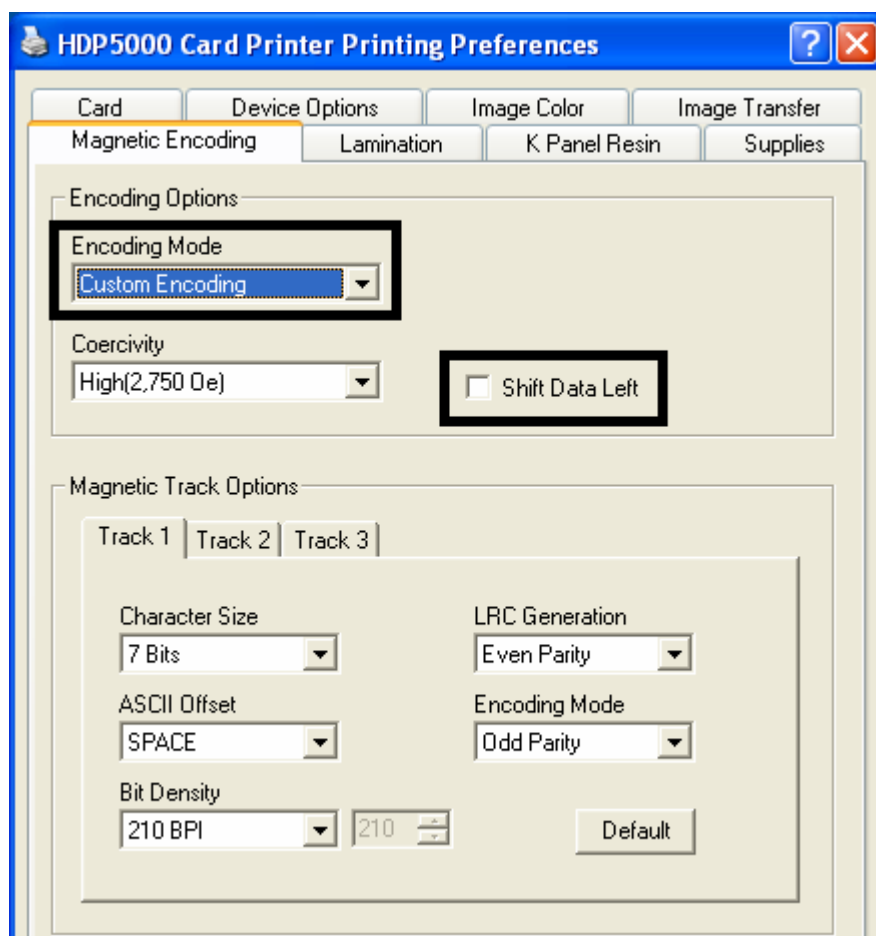 HDP5000 Card Printer Printing Preferences
Card Device Options Image Color Image Transfer
Magnetic Encoding Lamination K Panel Resin Supplies
Encoding Options
Encoding Mode
Custom Encoding
Coercivity
High(2,750 Oe)
Shift Data Left
Magnetic Track Options
Track 1 Track 2 Track 3
Character Size LRC Generation
7 Bits Even Parity
ASCII Offset Encoding Mode
SPACE Odd Parity
Bit Density
210 BPI 210 Default